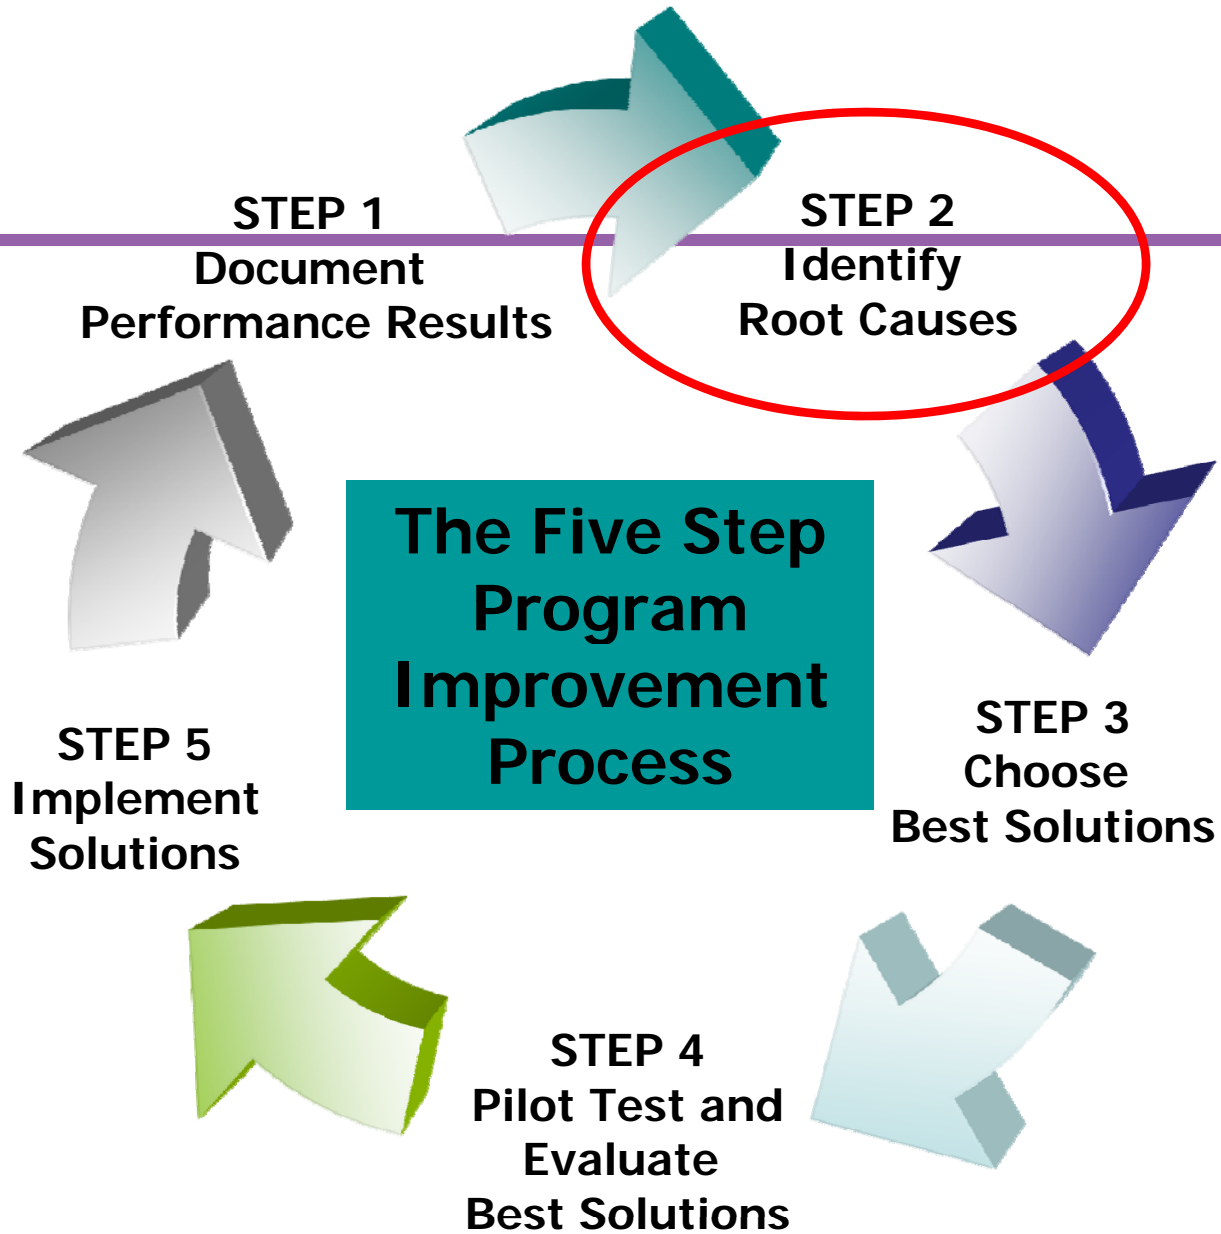 STEP 1
Document
Performance Results
STEP 2
Identify
Root Causes
The Five Step
Program
Improvement
Process
STEP 3
Choose
Best Solutions
STEP 4
Pilot Test and
Evaluate
Best Solutions
STEP 5
Implement
Solutions